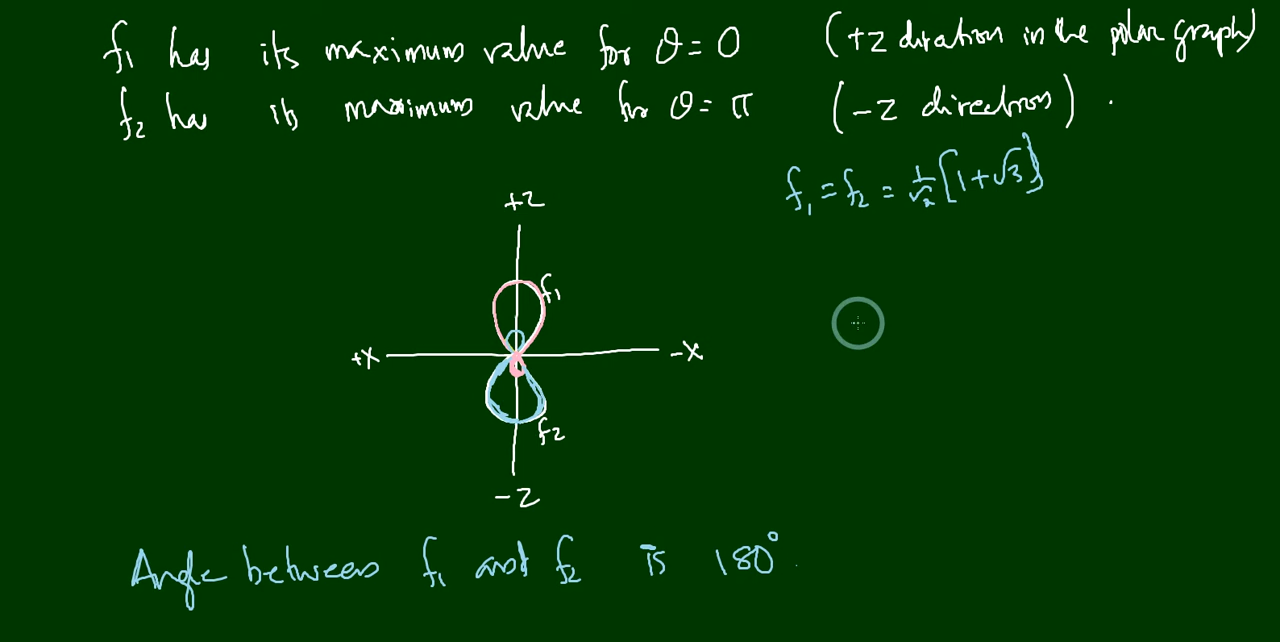 f₁ has its maximum value for θ = 0 (+z diration in the polar graph)
f₂ has its maximum value for θ = π (-z direction).
f₁ = f₂ = 1/√2 [1+√3]
+z
f₁
+x
-x
f₂
-z
Angle between f₁ and f₂ is 180°.